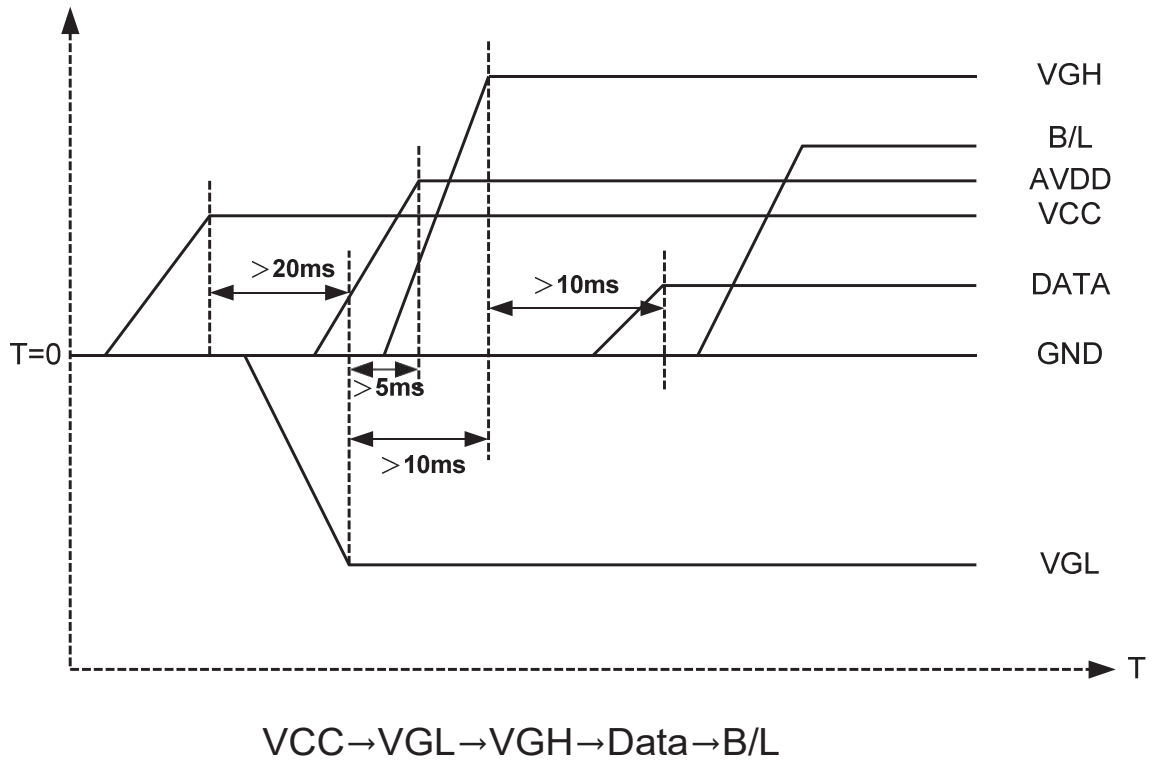 VGH
B/L
AVDD
VCC
>20ms
>10ms
DATA
T=0
GND
>5ms
>10ms
VGL
T
VCC→VGL→VGH→Data→B/L